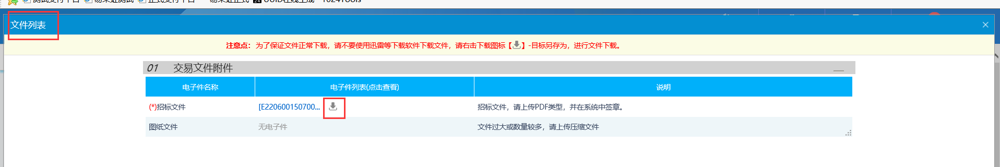 文件列表
注意点：为了保证文件正常下载，请不要使用迅雷等下载软件下载文件，请右击下载图标【】-目标另存为，进行文件下载。
01 交易文件附件
电子件名称 电子件列表(点击查看) 说明
(*)招标文件 [E220600150700... 招标文件，请上传PDF类型，并在系统中签章。
图纸文件 无电子件 文件过大或数量较多，请上传压缩文件